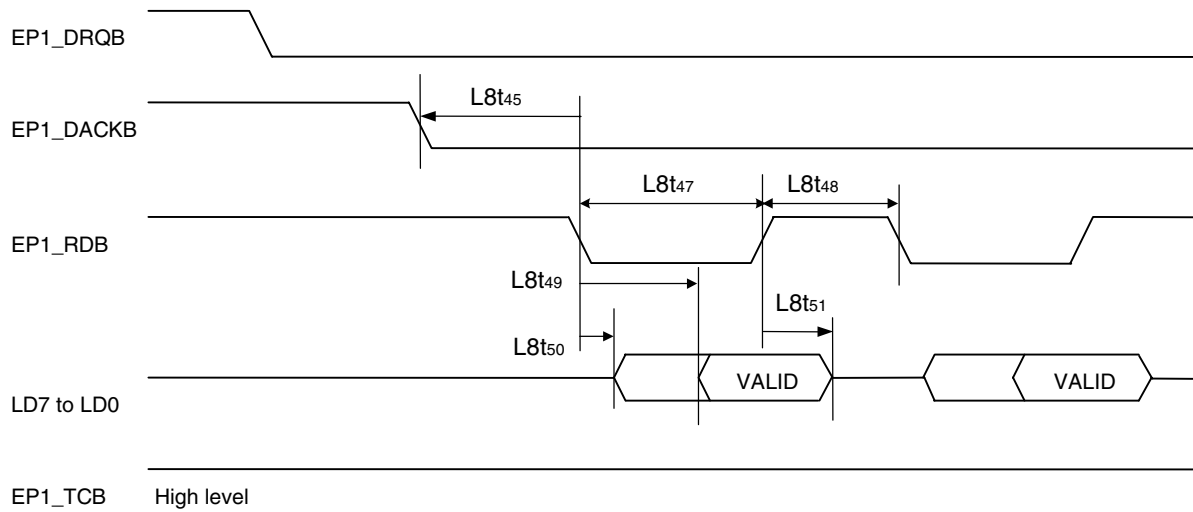 EP1_DRQB
L8t45
EP1_DACKB
L8t47
L8t48
EP1_RDB
L8t49
L8t51
L8t50
VALID
VALID
LD7 to LD0
EP1_TCB High level